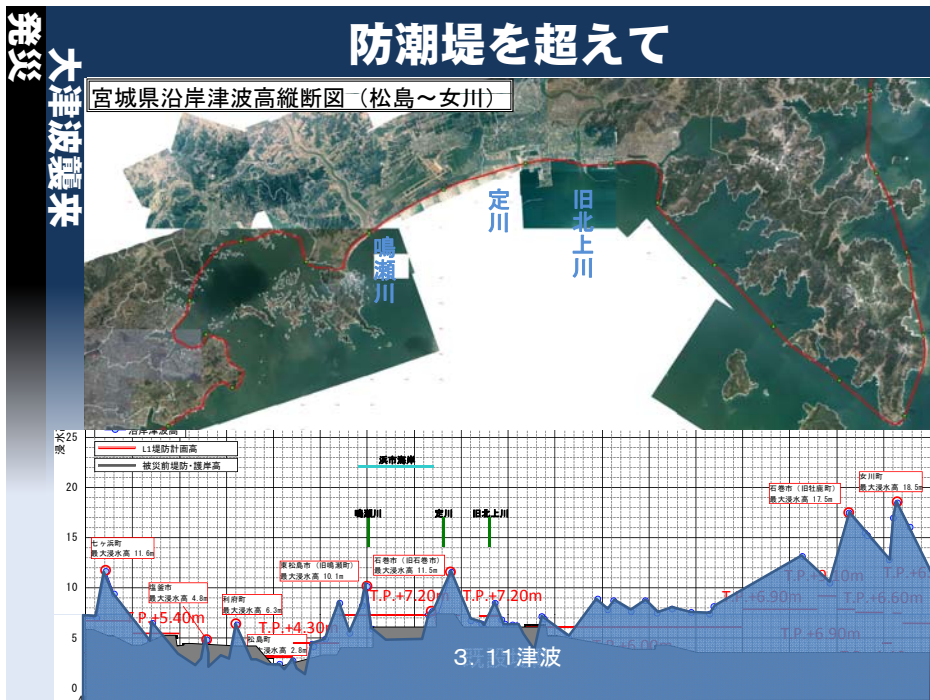 発災
大津波襲来
防潮堤を超えて
宮城県沿岸津波高縦断図（松島～女川）
定川
旧北上川
鳴瀬川
25
20
15
10
5
0
沿岸津波高
L1堤防計画高
被災前堤防・護岸高
浜市海岸
鳴瀬川
定川
旧北上川
七ヶ浜町
最大浸水高 11.6m
塩釜市
最大浸水高 4.8m
利府町
最大浸水高 6.3m
松島町
最大浸水高 2.8m
東松島市（旧鳴瀬町）
最大浸水高 10.1m
石巻市（旧石巻市）
最大浸水高 11.5m
石巻市（旧牡鹿町）
最大浸水高 17.5m
女川町
最大浸水高 18.5m
T.P.+5.40m
T.P.+4.30m
T.P.+7.20m
T.P.+7.20m
T.P.+6.90m
T.P.+6.60m
T.P.+6.90m
3．11津波